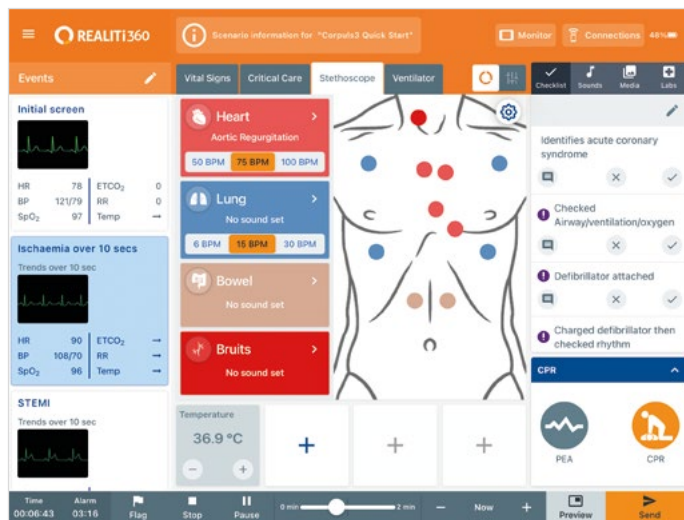 REALITi360
Scenario information for "Corpuls3 Quick Start"
Monitor
Connections
48%
Events
Vital Signs
Critical Care
Stethoscope
Ventilator
Checklist
Sounds
Media
Labs
Initial screen
HR 78 ETCO2 0
BP 121/79 RR 0
SpO2 97 Temp →
Ischaemia over 10 secs
Trends over 10 sec
HR 90 ETCO2 →
BP 108/70 RR →
SpO2 96 Temp →
STEMI
Trends over 10 sec
Heart
Aortic Regurgitation
50 BPM 75 BPM 100 BPM
Lung
No sound set
6 BPM 15 BPM 30 BPM
Bowel
No sound set
Bruits
No sound set
Temperature
36.9 °C
Identifies acute coronary
syndrome
Checked
Airway/ventilation/oxygen
Defibrillator attached
Charged defibrillator then
checked rhythm
CPR
PEA
CPR
Time
00:06:43
Alarm
03:16
Flag
Stop
Pause
0 min
2 min
Now
Preview
Send